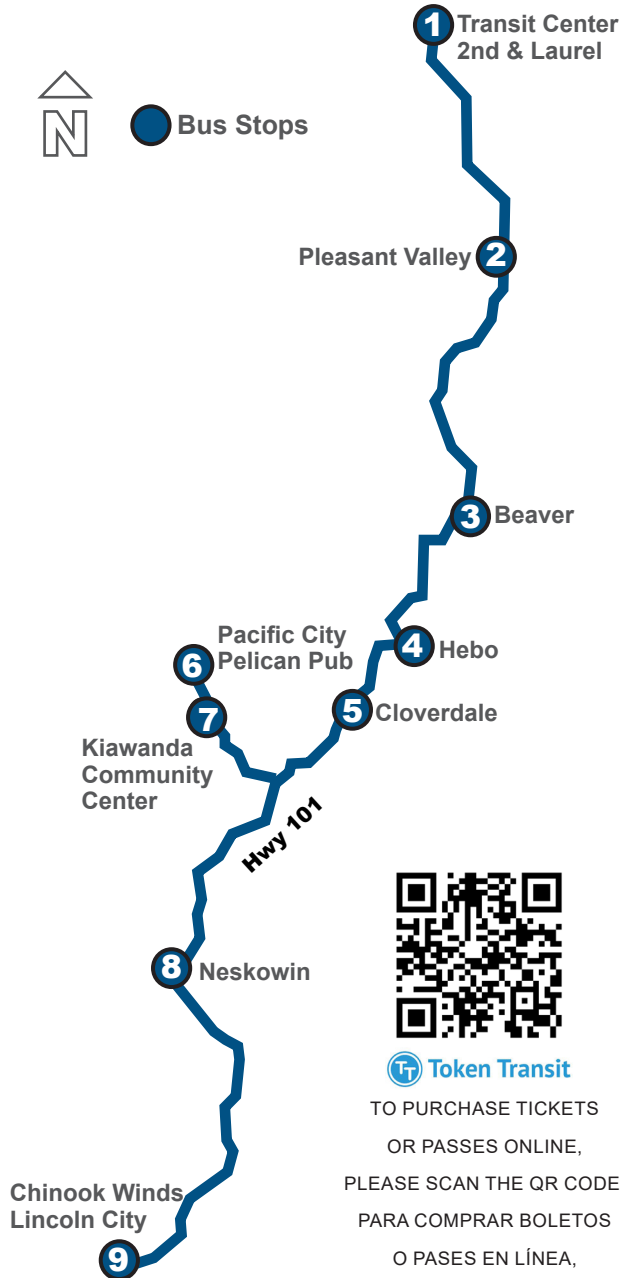 1 Transit Center
2nd & Laurel
N
Bus Stops
Pleasant Valley 2
3 Beaver
4 Hebo
Pacific City
6 Pelican Pub
5 Cloverdale
7
Kiawanda
Community
Center
Hwy 101
8 Neskowin
TT Token Transit
TO PURCHASE TICKETS
OR PASSES ONLINE,
PLEASE SCAN THE QR CODE
PARA COMPRAR BOLETOS
O PASES EN LÍNEA,
Chinook Winds
Lincoln City
9